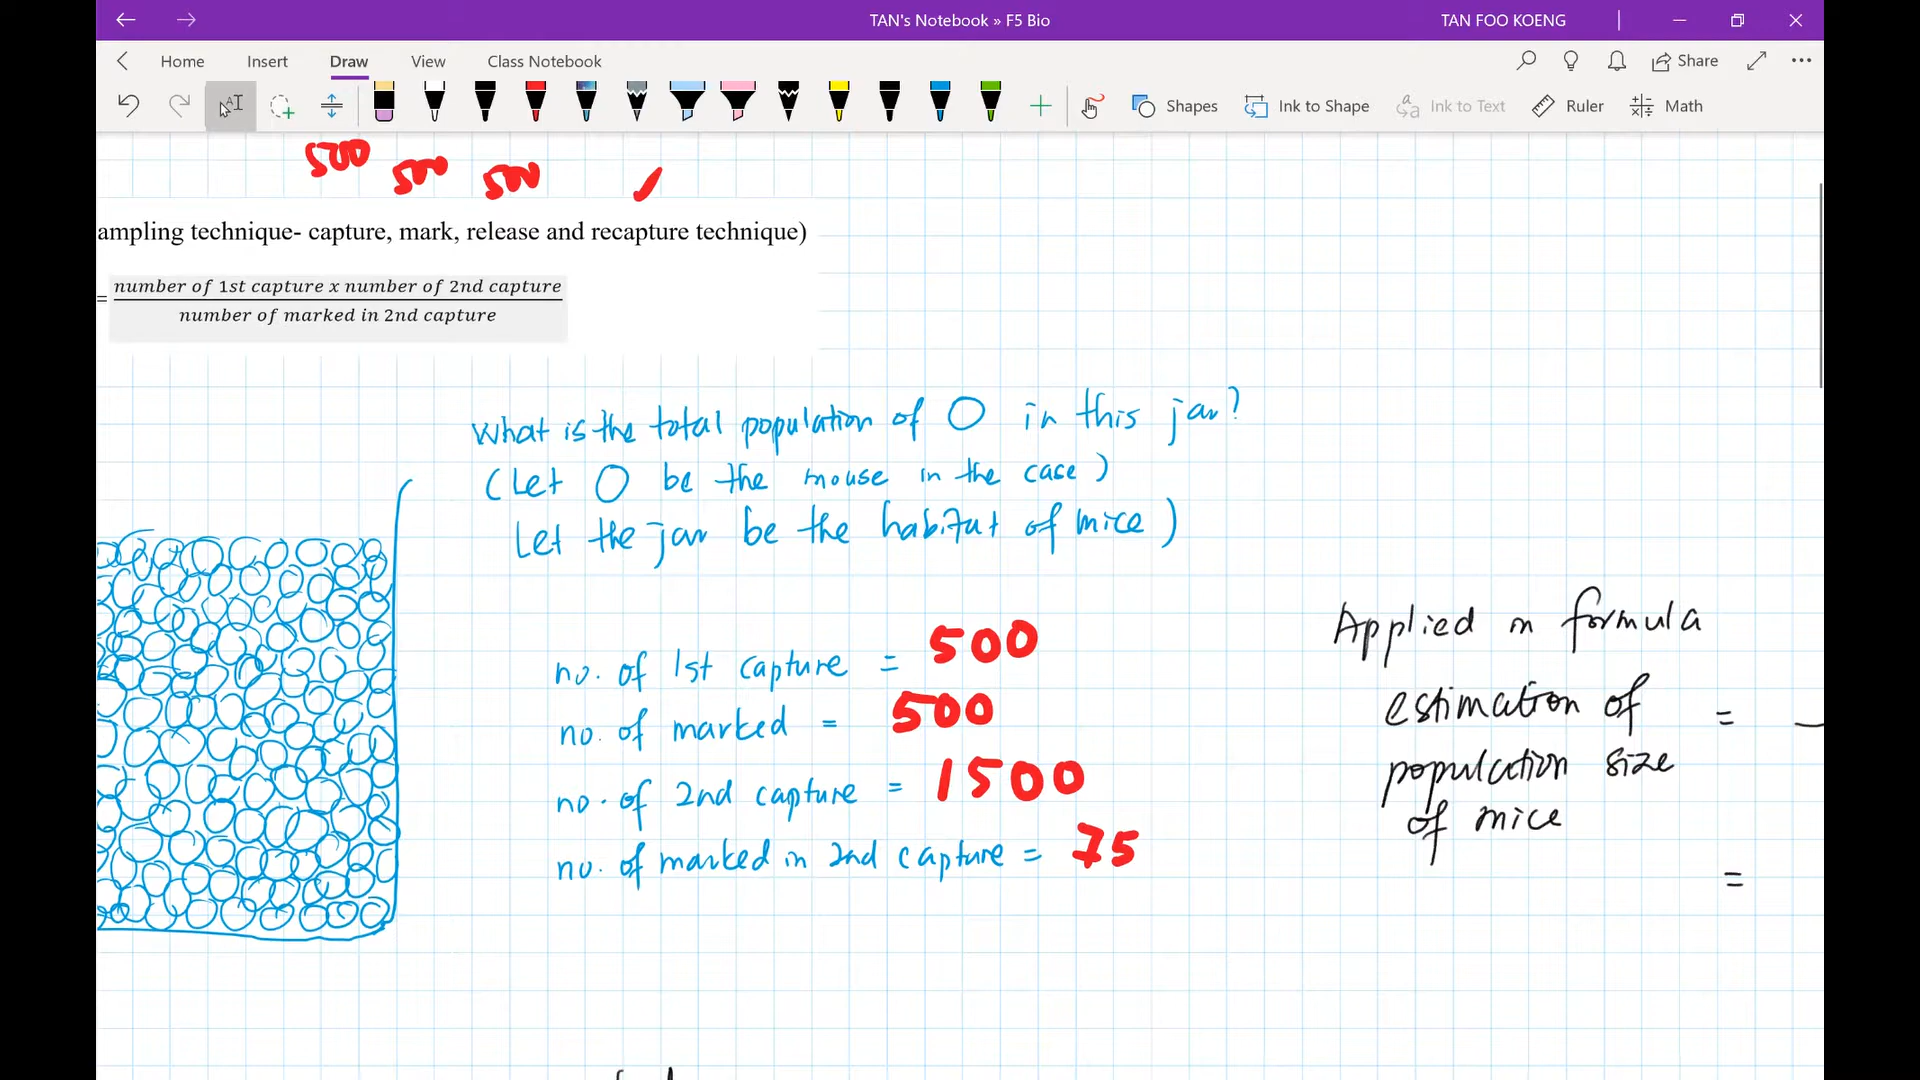 TAN's Notebook » F5 Bio
TAN FOO KOENG
Home Insert Draw View Class Notebook
Share
Shapes Ink to Shape Ink to Text Ruler Math
500 500 500
ampling technique- capture, mark, release and recapture technique)
= number of 1st capture x number of 2nd capture
number of marked in 2nd capture
What is the total population of O in this jar?
(Let O be the mouse in the case)
Let the jar be the habitat of mice)
no. of 1st capture = 500
no. of marked = 500
no. of 2nd capture = 1500
no. of marked in 2nd capture = 75
Applied in formula
estimation of =
population size
of mice
=